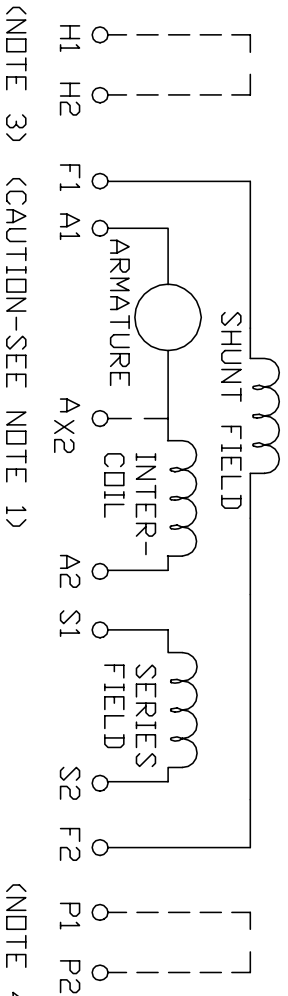 SHUNT FIELD
ARMATURE
INTER-
COIL
SERIES
FIELD
H1 H2 F1 A1 AX2 A2 S1 S2 F2 P1 P2
(NOTE 3) (CAUTION-SEE NOTE 1) (NOTE